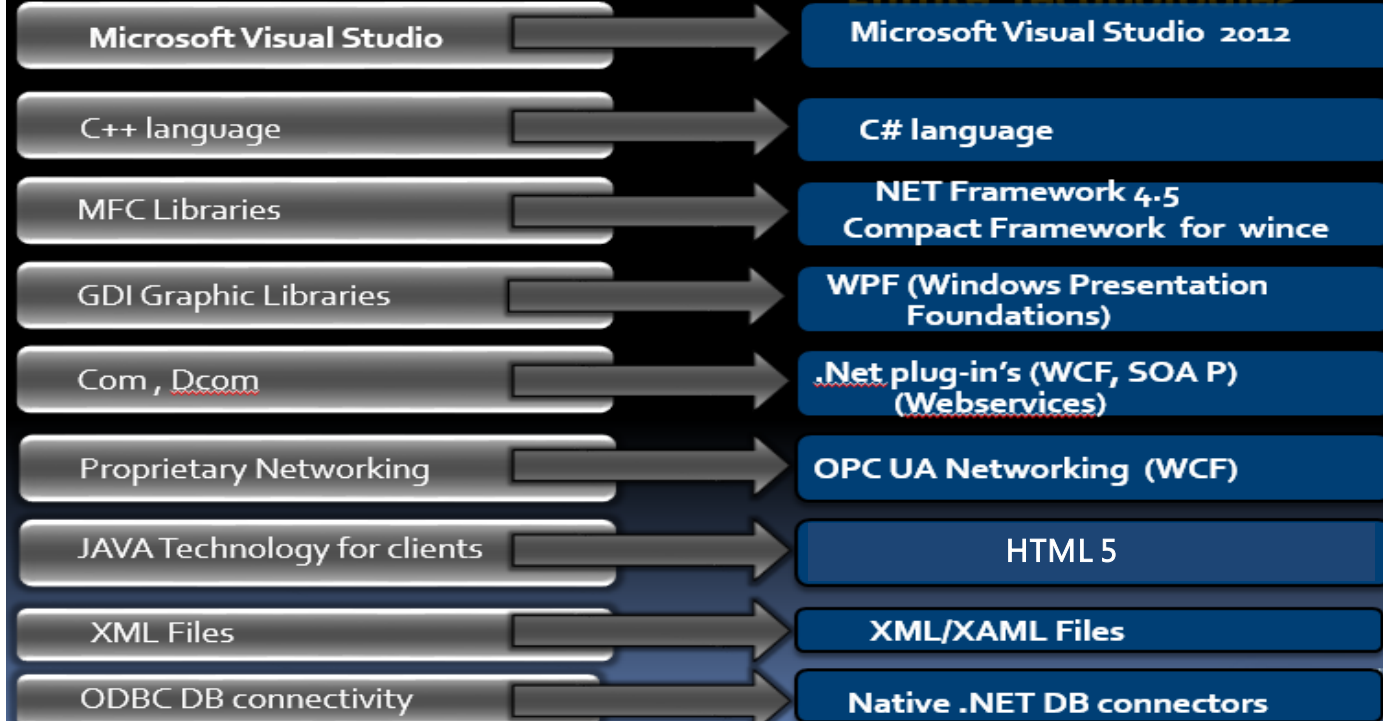 Microsoft Visual Studio
Microsoft Visual Studio 2012
C++ language
C# language
MFC Libraries
NET Framework 4.5
Compact Framework for wince
GDI Graphic Libraries
WPF (Windows Presentation
Foundations)
Com , Dcom
.Net plug-in's (WCF, SOA P)
(Webservices)
Proprietary Networking
OPC UA Networking (WCF)
JAVA Technology for clients
HTML 5
XML Files
XML/XAML Files
ODBC DB connectivity
Native .NET DB connectors